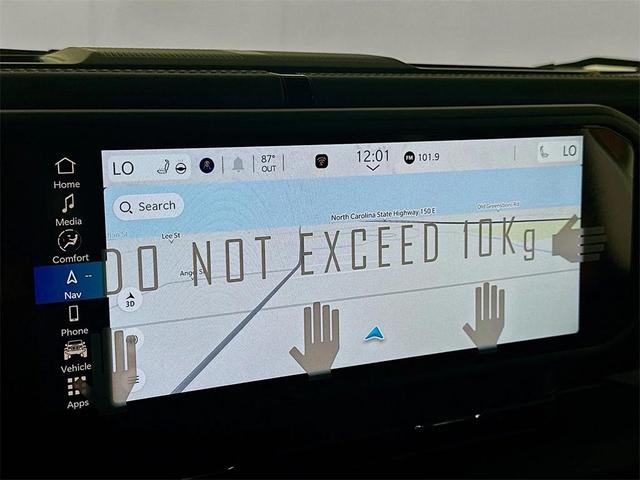 LO
87°
OUT
12:01
FM 101.9
LO
Home
Media
Comfort
Nav
--
Phone
Vehicle
Apps
Search
North Carolina State Highway 150 E
Old Greensboro Rd
Lee St
DO NOT EXCEED 10Kg
3D